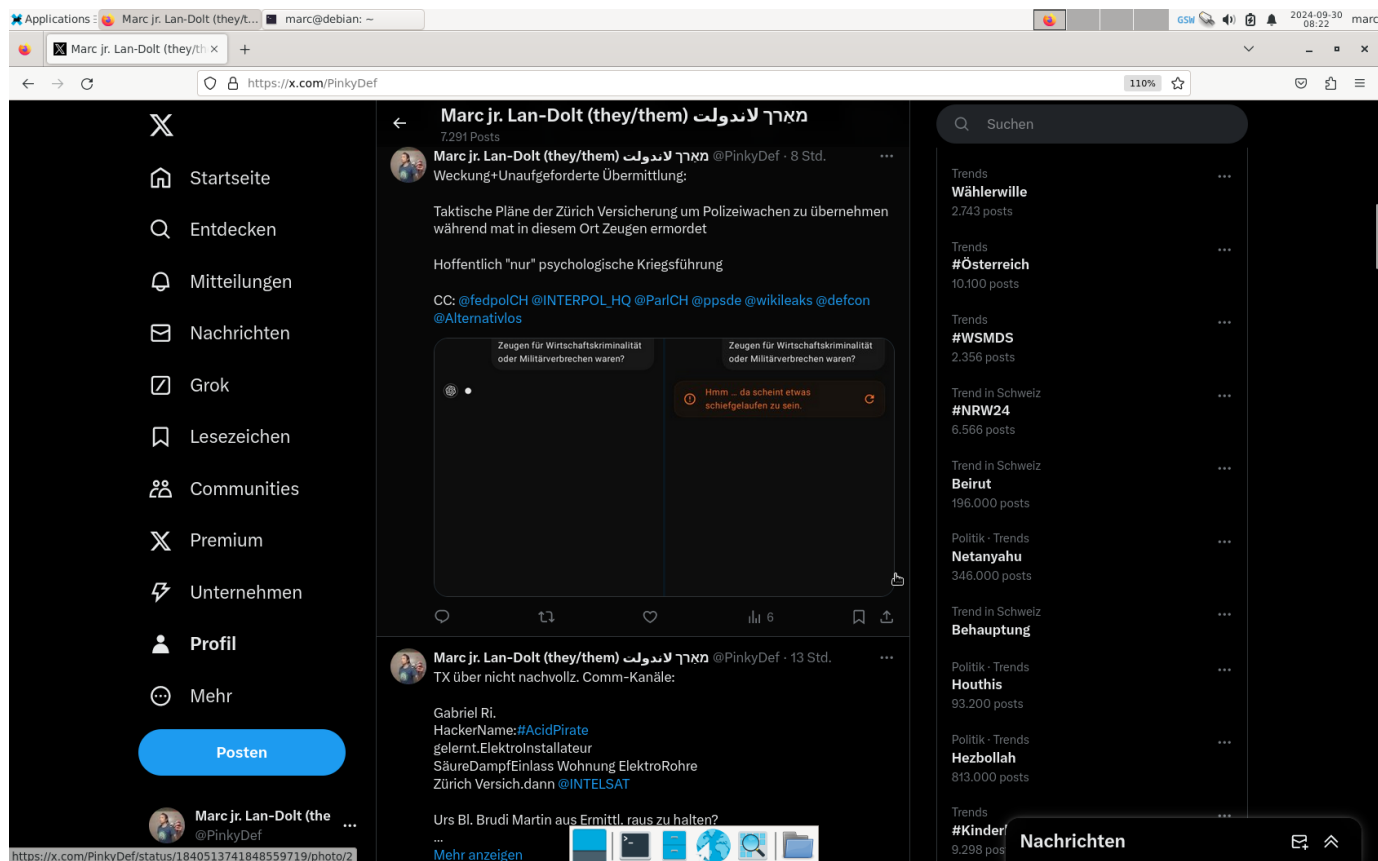 Applications
Marc jr. Lan-Dolt (they/t...
marc@debian: ~
GSW
2024-09-30
08:22
marc
Marc jr. Lan-Dolt (they/th
https://x.com/PinkyDef
110%
Startseite
Entdecken
Mitteilungen
Nachrichten
Grok
Lesezeichen
Communities
Premium
Unternehmen
Profil
Mehr
Posten
Marc jr. Lan-Dolt (the
@PinkyDef
...
https://x.com/PinkyDef/status/1840513741848559719/photo/2
Marc jr. Lan-Dolt (they/them) מאַרך لاندولت
7.291 Posts
Marc jr. Lan-Dolt (they/them) מאַרך لاندولت @PinkyDef · 8 Std.
Weckung+Unaufgeforderte Übermittlung:
Taktische Pläne der Zürich Versicherung um Polizeiwachen zu übernehmen
während mat in diesem Ort Zeugen ermordet
Hoffentlich "nur" psychologische Kriegsführung
CC: @fedpolCH @INTERPOL_HQ @ParlCH @ppsde @wikileaks @defcon
@Alternativlos
Zeugen für Wirtschaftskriminalität
oder Militärverbrechen waren?
Zeugen für Wirtschaftskriminalität
oder Militärverbrechen waren?
Hmm ... da scheint etwas
schiefgelaufen zu sein.
6
Marc jr. Lan-Dolt (they/them) מאַרך لاندولت @PinkyDef · 13 Std.
TX über nicht nachvollz. Comm-Kanäle:
Gabriel Ri.
HackerName:#AcidPirate
gelernt.ElektroInstallateur
SäureDampfEinlass Wohnung ElektroRohre
Zürich Versich.dann @INTELSAT
Urs Bl. Brudi Martin aus Ermittl. raus zu halten?
...
Mehr anzeigen
Suchen
Trends
Wählerwille
2.743 posts
Trends
#Österreich
10.100 posts
Trends
#WSMDS
2.356 posts
Trend in Schweiz
#NRW24
6.566 posts
Trend in Schweiz
Beirut
196.000 posts
Politik · Trends
Netanyahu
346.000 posts
Trend in Schweiz
Behauptung
Politik · Trends
Houthis
93.200 posts
Politik · Trends
Hezbollah
813.000 posts
Trends
9.298 pos
Nachrichten